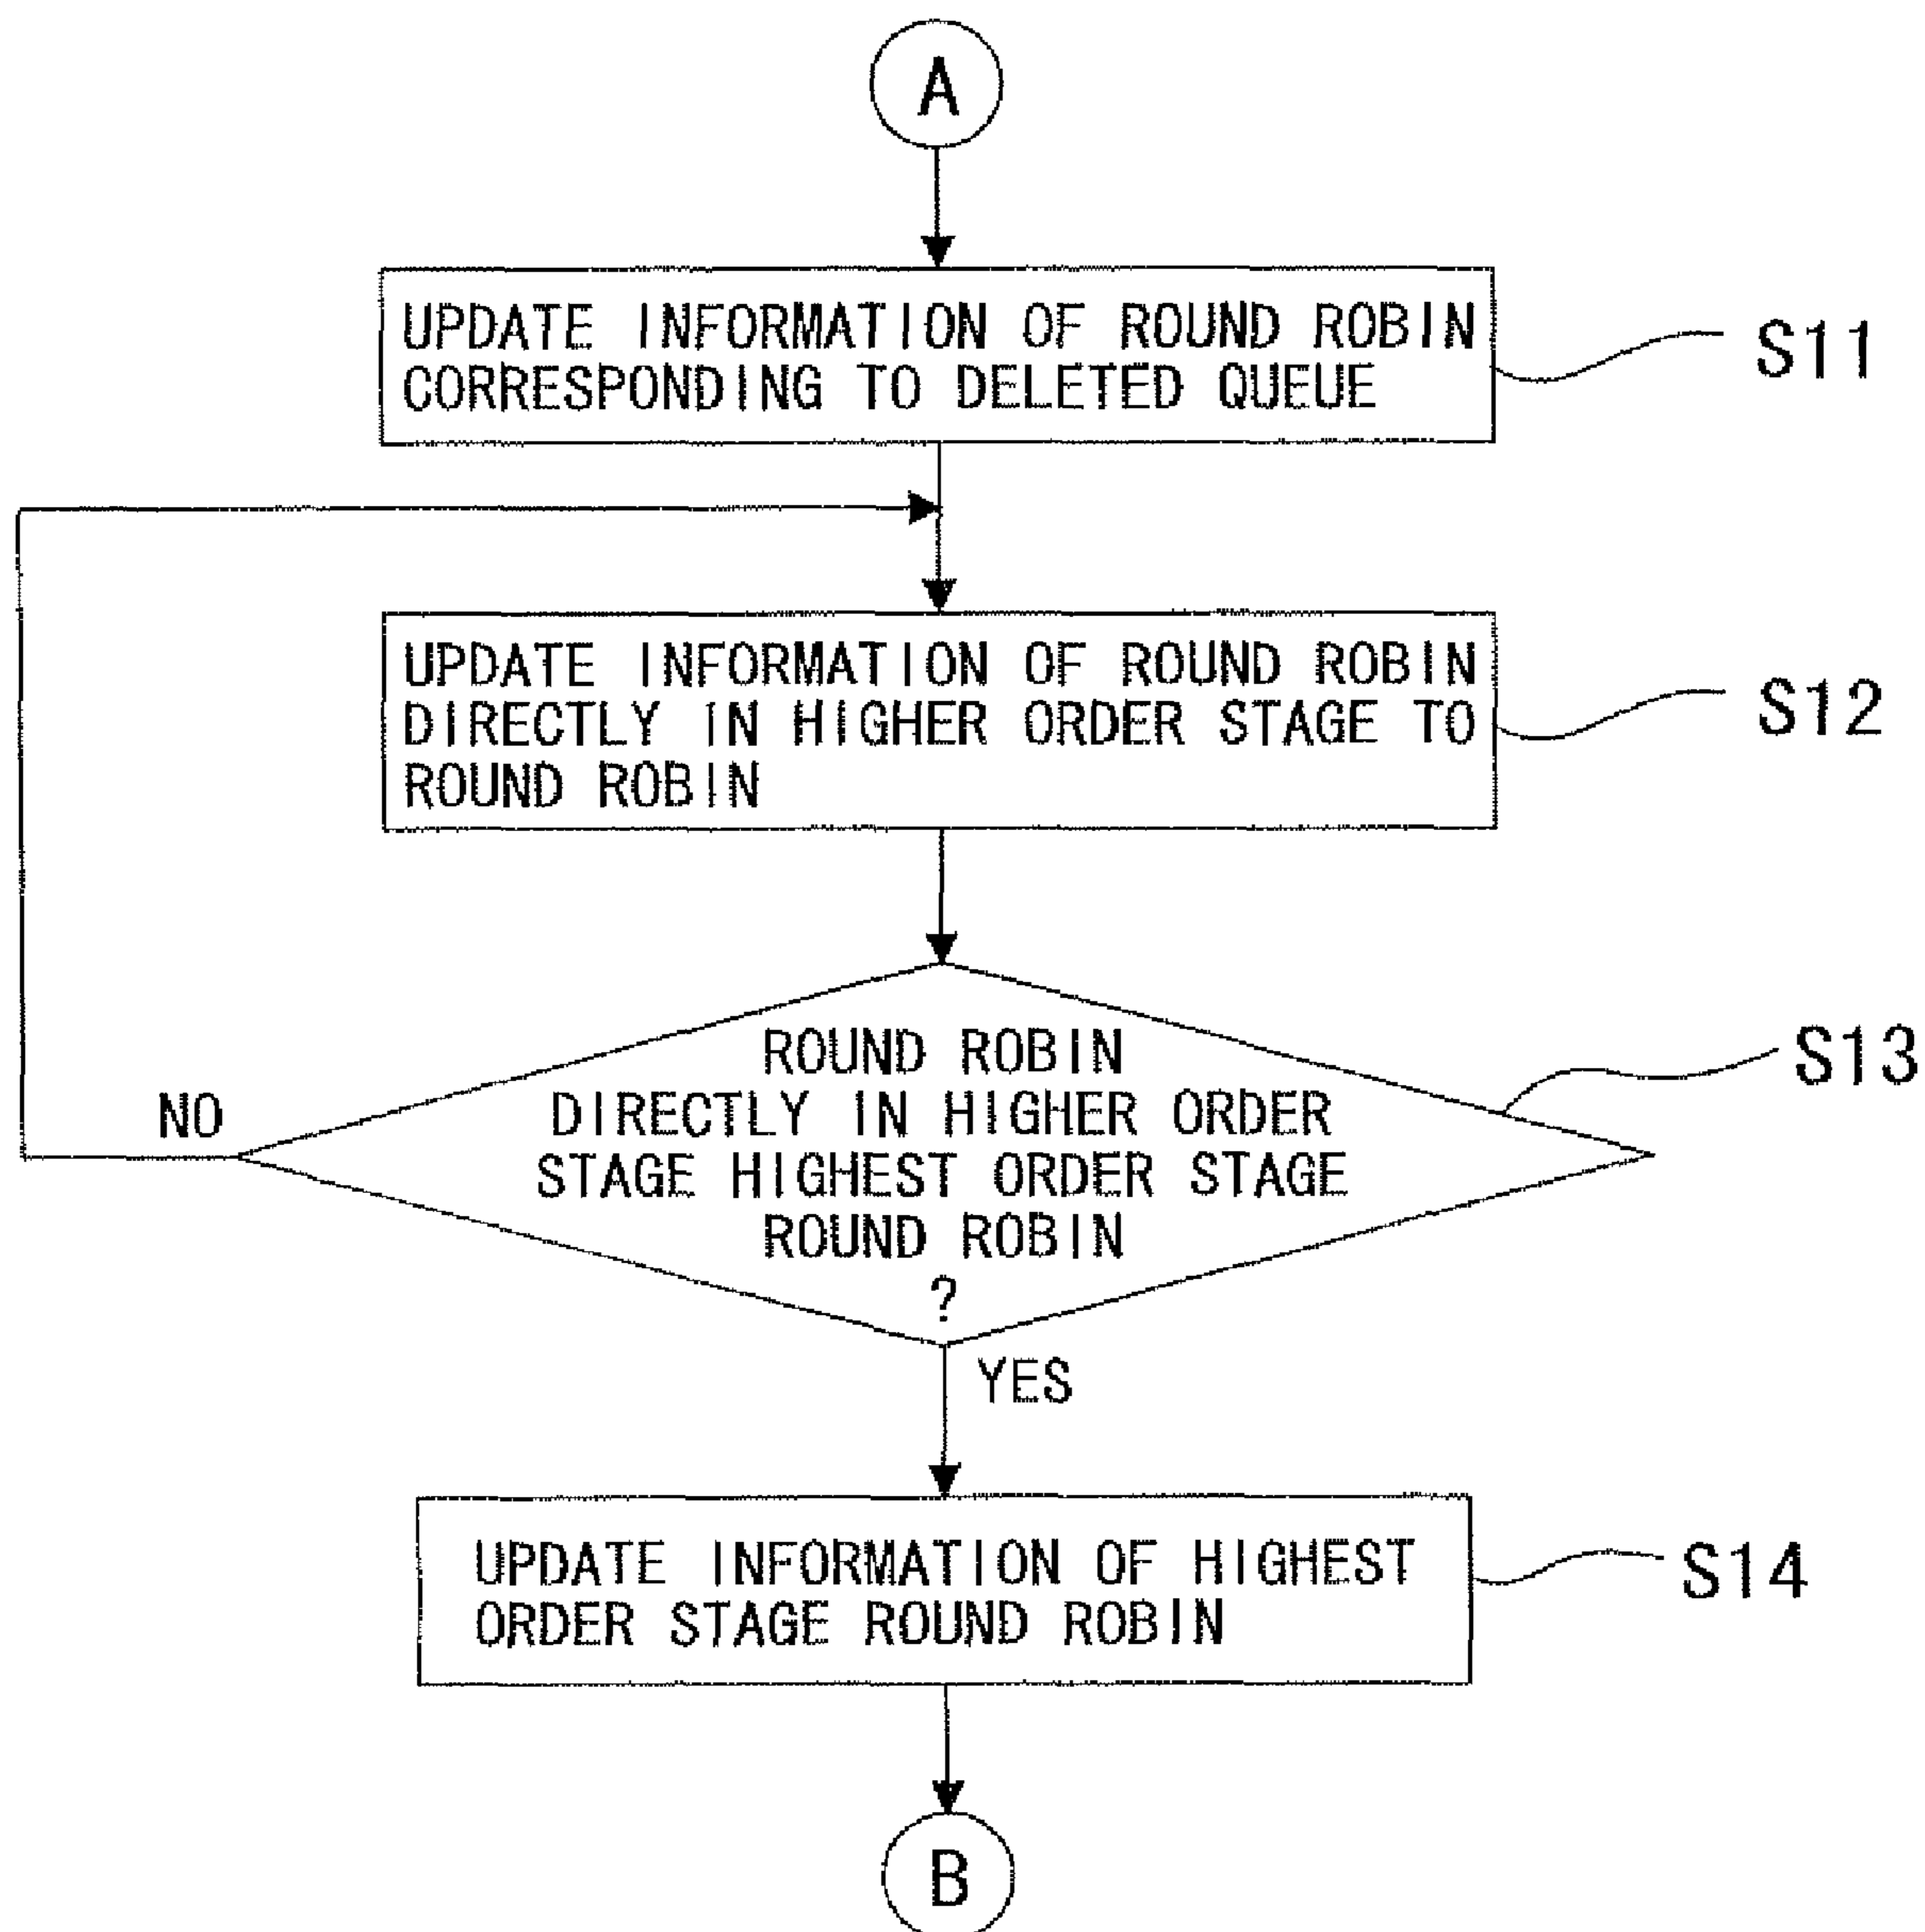 A
UPDATE INFORMATION OF ROUND ROBIN
CORRESPONDING TO DELETED QUEUE
S11
UPDATE INFORMATION OF ROUND ROBIN
DIRECTLY IN HIGHER ORDER STAGE TO
ROUND ROBIN
S12
ROUND ROBIN
DIRECTLY IN HIGHER ORDER
STAGE HIGHEST ORDER STAGE
ROUND ROBIN
?
S13
NO
YES
UPDATE INFORMATION OF HIGHEST
ORDER STAGE ROUND ROBIN
S14
B